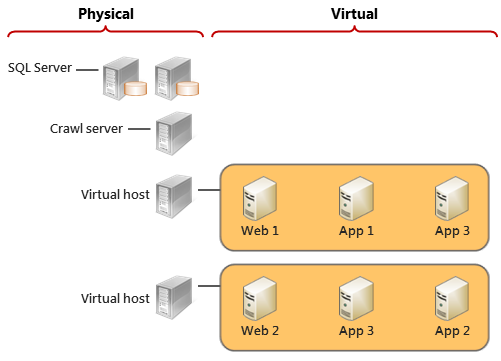 Physical
Virtual
SQL Server
Crawl server
Virtual host
Web 1
App 1
App 3
Virtual host
Web 2
App 3
App 2